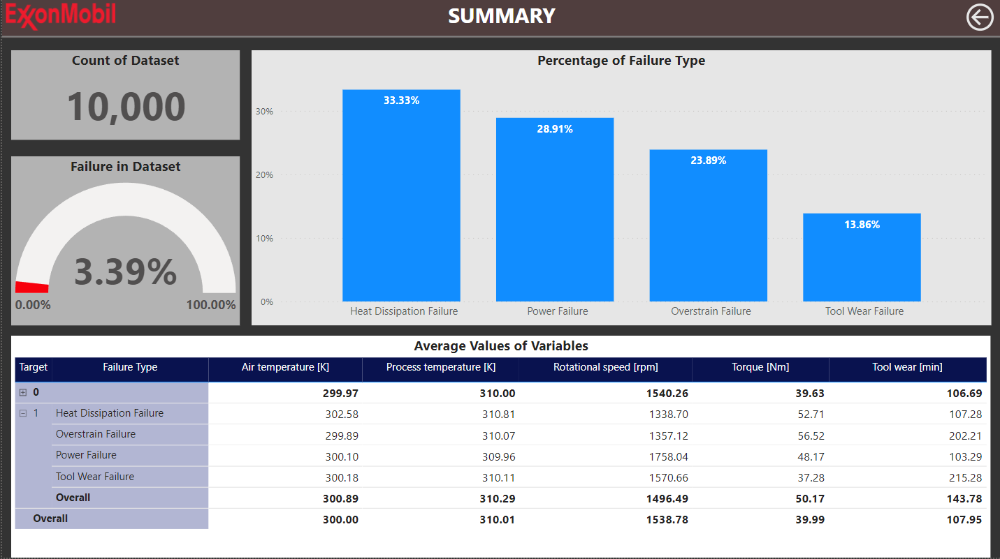 ExxonMobil
SUMMARY
Count of Dataset
10,000
Failure in Dataset
3.39%
0.00% 100.00%
Percentage of Failure Type
30%
20%
10%
0%
33.33%
28.91%
23.89%
13.86%
Heat Dissipation Failure Power Failure Overstrain Failure Tool Wear Failure
Average Values of Variables
Target Failure Type Air temperature [K] Process temperature [K] Rotational speed [rpm] Torque [Nm] Tool wear [min]
0 299.97 310.00 1540.26 39.63 106.69
1 Heat Dissipation Failure 302.58 310.81 1338.70 52.71 107.28
Overstrain Failure 299.89 310.07 1357.12 56.52 202.21
Power Failure 300.10 309.96 1758.04 48.17 103.29
Tool Wear Failure 300.18 310.11 1570.66 37.28 215.28
Overall 300.89 310.29 1496.49 50.17 143.78
Overall 300.00 310.01 1538.78 39.99 107.95